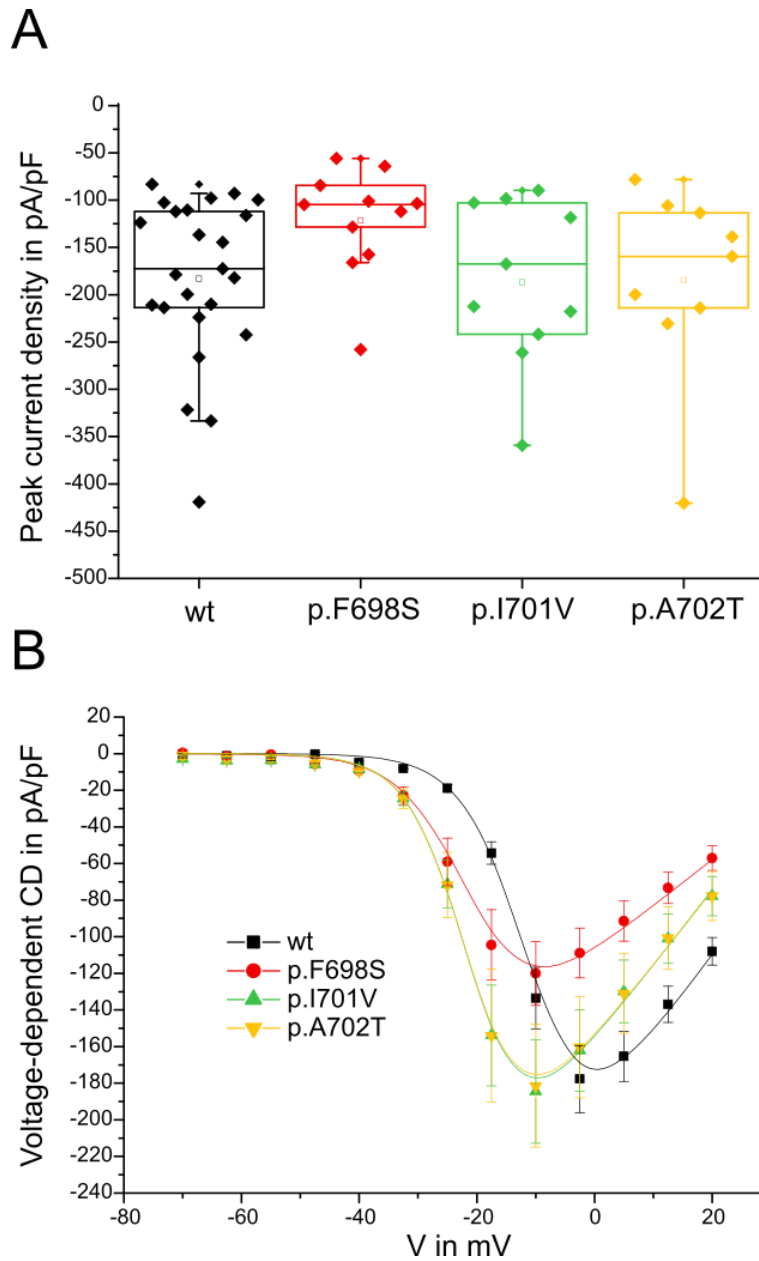 A
Peak current density in pA/pF
0
-50
-100
-150
-200
-250
-300
-350
-400
-450
-500
wt p.F698S p.I701V p.A702T
B
Voltage-dependent CD in pA/pF
20
0
-20
-40
-60
-80
-100
-120
-140
-160
-180
-200
-220
-240
wt
p.F698S
p.I701V
p.A702T
-80 -60 -40 -20 0 20
V in mV